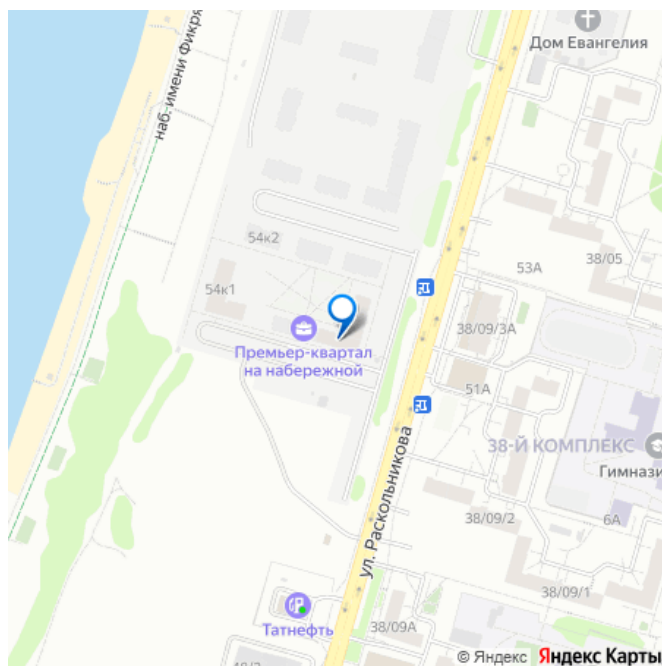 Дом Евангелия
наб. имени Фикря
54к2
38/05
53А
54к1
38/09/3А
Премьер-квартал
на набережной
51А
ул. Раскольникова
38-Й КОМПЛЕКС
Гимнази
6А
38/09/2
38/09/1
Татнефть
38/09А
© Яндекс Яндекс Карты